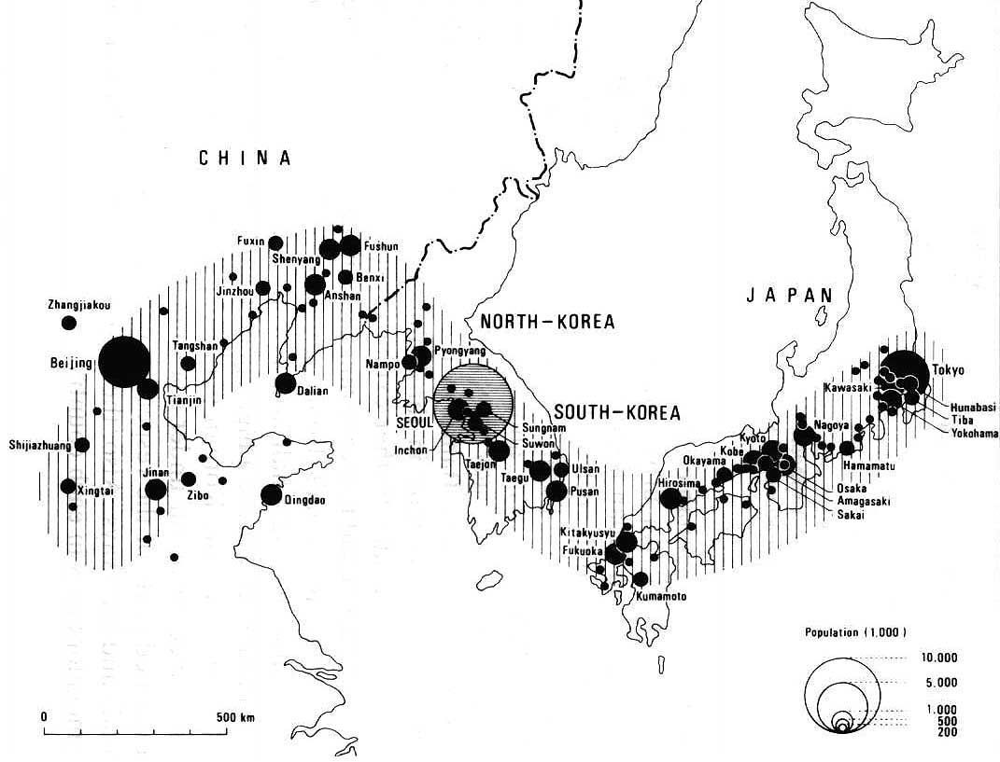 CHINA
JAPAN
NORTH-KOREA
SOUTH-KOREA
Fuxin
Fushun
Shenyang
Benxi
Jinzhou
Anshan
Zhangjiakou
Beijing
Tangshan
Tianjin
Dalian
Shijiazhuang
Xingtai
Jinan
Zibo
Qingdao
Nampo
Pyongyang
SEOUL
Sungnam
Suwon
Inchon
Taejon
Taegu
Ulsan
Pusan
Kitakyusyu
Fukuoka
Kumamoto
Hirosima
Okayama
Kobe
Kyoto
Nagoya
Hamamatu
Osaka
Amagasaki
Sakai
Kawasaki
Tokyo
Hunabasi
Tiba
Yokohama
Population (1.000)
10.000
5.000
1.000
500
200
0 500 km